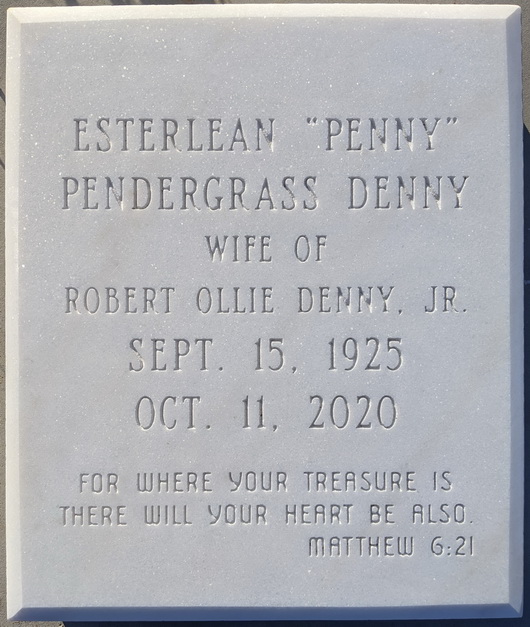 ESTERLEAN "PENNY"
PENDERGRASS DENNY
WIFE OF
ROBERT OLLIE DENNY, JR.
SEPT. 15, 1925
OCT. 11, 2020
FOR WHERE YOUR TREASURE IS
THERE WILL YOUR HEART BE ALSO.
MATTHEW 6:21